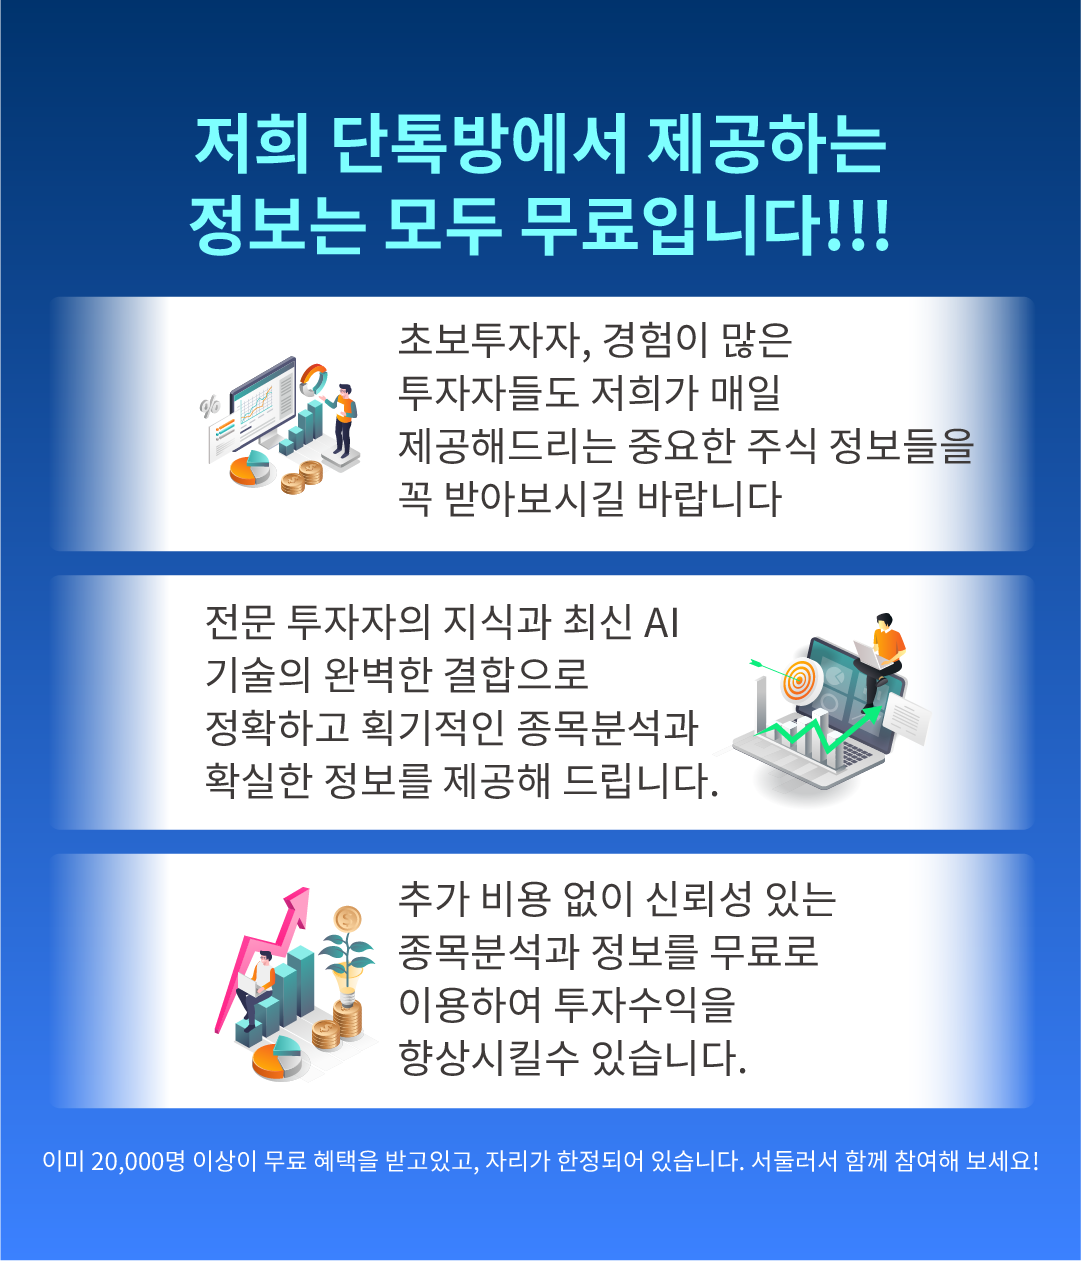 저희 단톡방에서 제공하는
정보는 모두 무료입니다!!!
초보투자자, 경험이 많은
투자자들도 저희가 매일
제공해드리는 중요한 주식 정보들을
꼭 받아보시길 바랍니다
%
전문 투자자의 지식과 최신 AI
기술의 완벽한 결합으로
정확하고 획기적인 종목분석과
확실한 정보를 제공해 드립니다.
추가 비용 없이 신뢰성 있는
종목분석과 정보를 무료로
이용하여 투자수익을
향상시킬수 있습니다.
이미 20,000명 이상이 무료 혜택을 받고있고, 자리가 한정되어 있습니다. 서둘러서 함께 참여해 보세요!